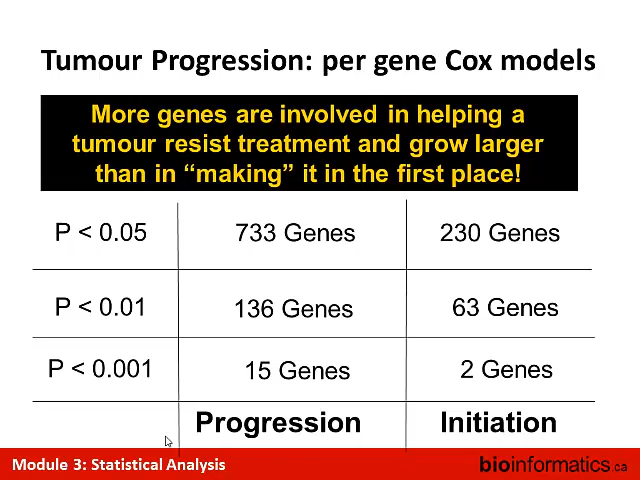 Tumour Progression: per gene Cox models
More genes are involved in helping a
tumour resist treatment and grow larger
than in “making” it in the first place!
P < 0.05 733 Genes 230 Genes
P < 0.01 136 Genes 63 Genes
P < 0.001 15 Genes 2 Genes
Progression Initiation
Module 3: Statistical Analysis bioinformatics.ca